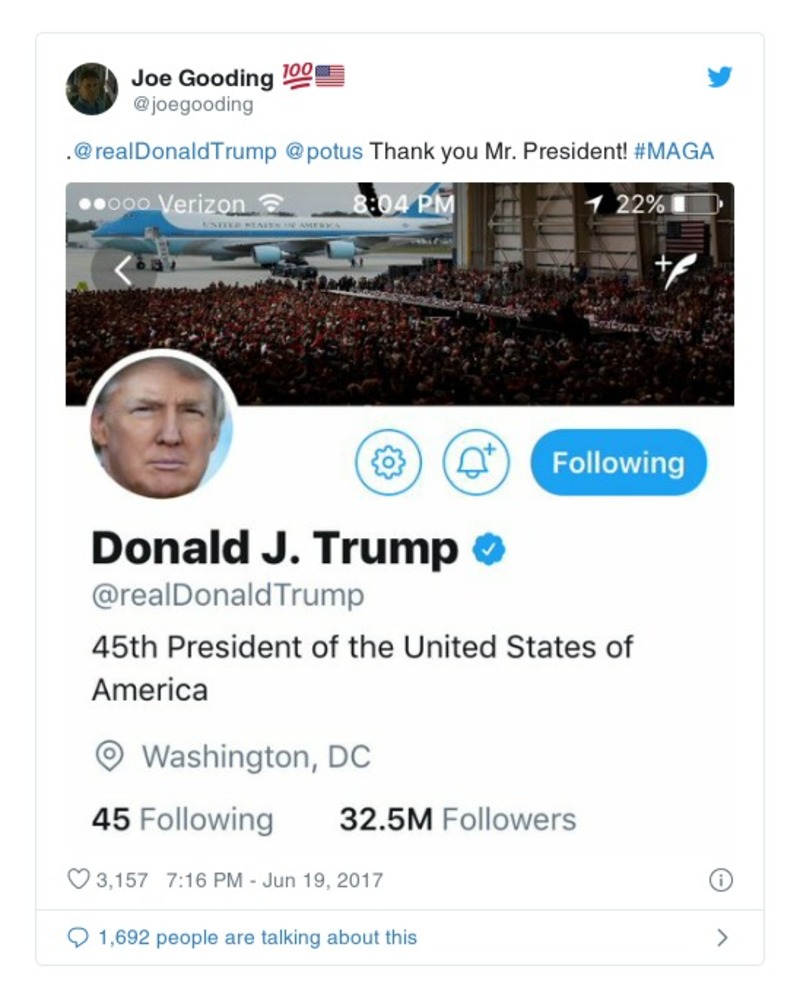 Joe Gooding 💯🇺🇸
@joegooding
.@realDonaldTrump @potus Thank you Mr. President! #MAGA
Verizon 8:04 PM 22%
UNITED STATES OF AMERICA
Following
Donald J. Trump
@realDonaldTrump
45th President of the United States of
America
Washington, DC
45 Following 32.5M Followers
3,157 7:16 PM - Jun 19, 2017
1,692 people are talking about this